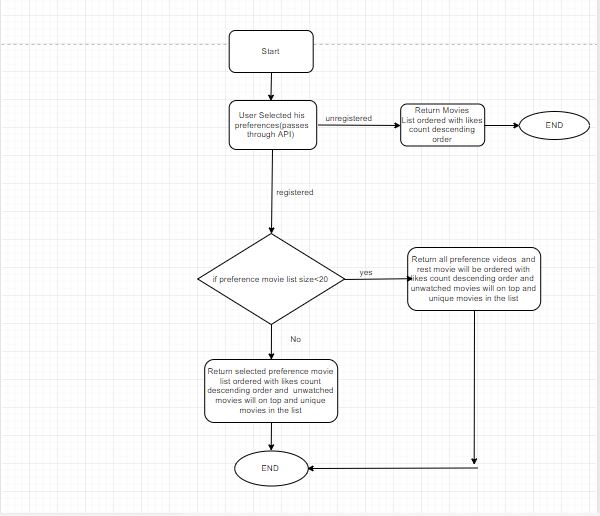 Start
User Selected his
preferences(passes
through API)
unregistered
Return Movies
List ordered with likes
count descending
order
END
registered
if preference movie list size<20
yes
Return all preference videos and
rest movie will be ordered with
likes count descending order and
unwatched movies will on top and
unique movies in the list
No
Return selected preference movie
list ordered with likes count
descending order and unwatched
movies will on top and unique
movies in the list
END